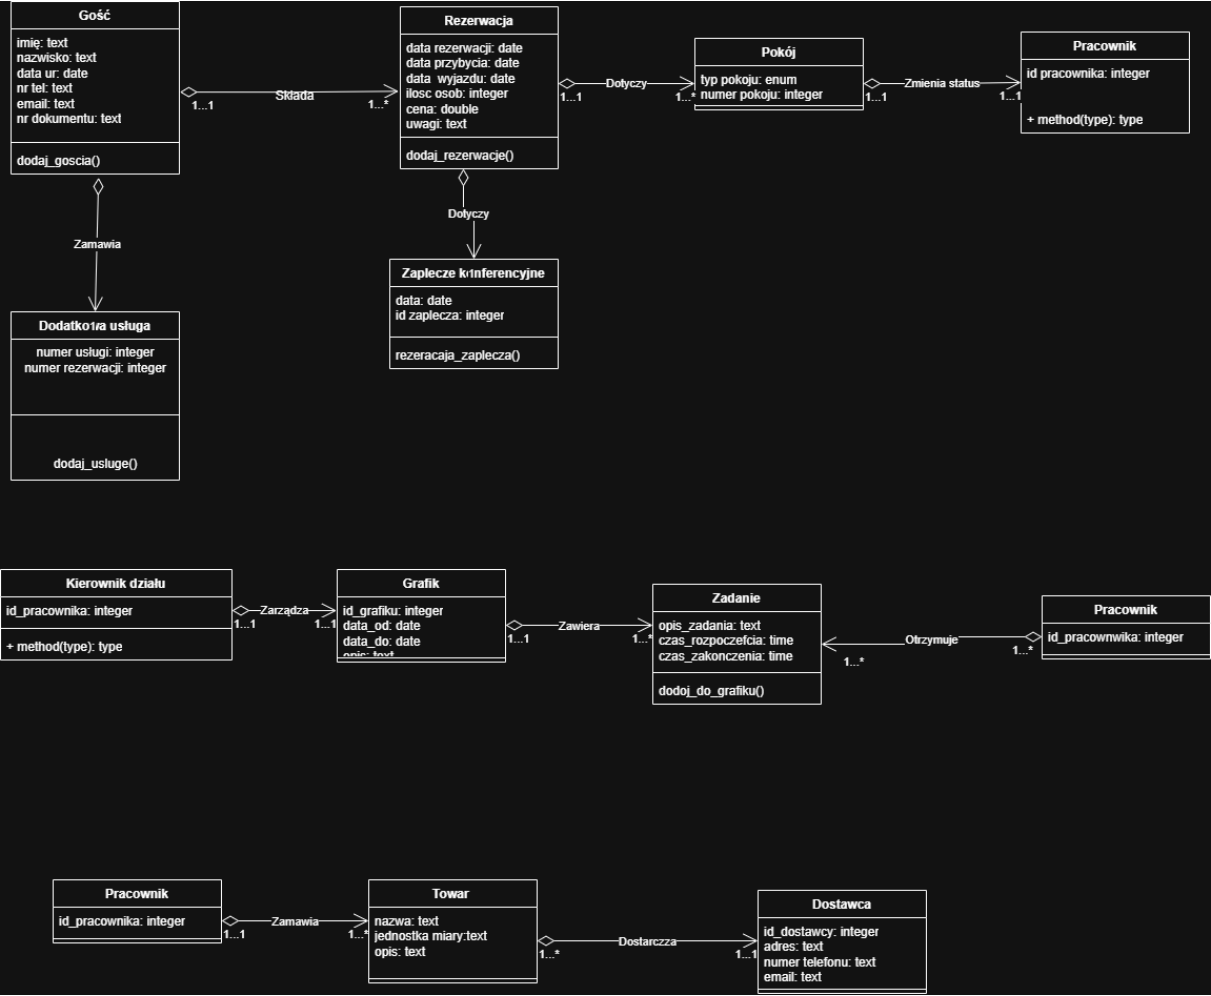 Gość
imię: text
nazwisko: text
data ur: date
nr tel: text
email: text
nr dokumentu: text
dodaj_goscia()
1...1
Składa
1...*
Rezerwacja
data rezerwacji: date
data przybycia: date
data wyjazdu: date
ilosc osob: integer
cena: double
uwagi: text
dodaj_rezerwacje()
1...1
Dotyczy
1...*
Pokój
typ pokoju: enum
numer pokoju: integer
1...1
Zmienia status
1...1
Pracownik
id pracownika: integer
+ method(type): type
Zamawia
Dotyczy
Zaplecze konferencyjne
data: date
id zaplecza: integer
rezeracaja_zaplecza()
Dodatkowa usługa
numer usługi: integer
numer rezerwacji: integer
dodaj_usluge()
Kierownik działu
id_pracownika: integer
+ method(type): type
1...1
Zarządza
1...1
Grafik
id_grafiku: integer
data_od: date
data_do: date
opis: text
1...1
Zawiera
1...*
Zadanie
opis_zadania: text
czas_rozpoczefcia: time
czas_zakonczenia: time
dodoj_do_grafiku()
1...*
Otrzymuje
1...*
Pracownik
id_pracownwika: integer
Pracownik
id_pracownika: integer
1...1
Zamawia
1...*
Towar
nazwa: text
jednostka miary:text
opis: text
1...*
Dostarczza
1...1
Dostawca
id_dostawcy: integer
adres: text
numer telefonu: text
email: text